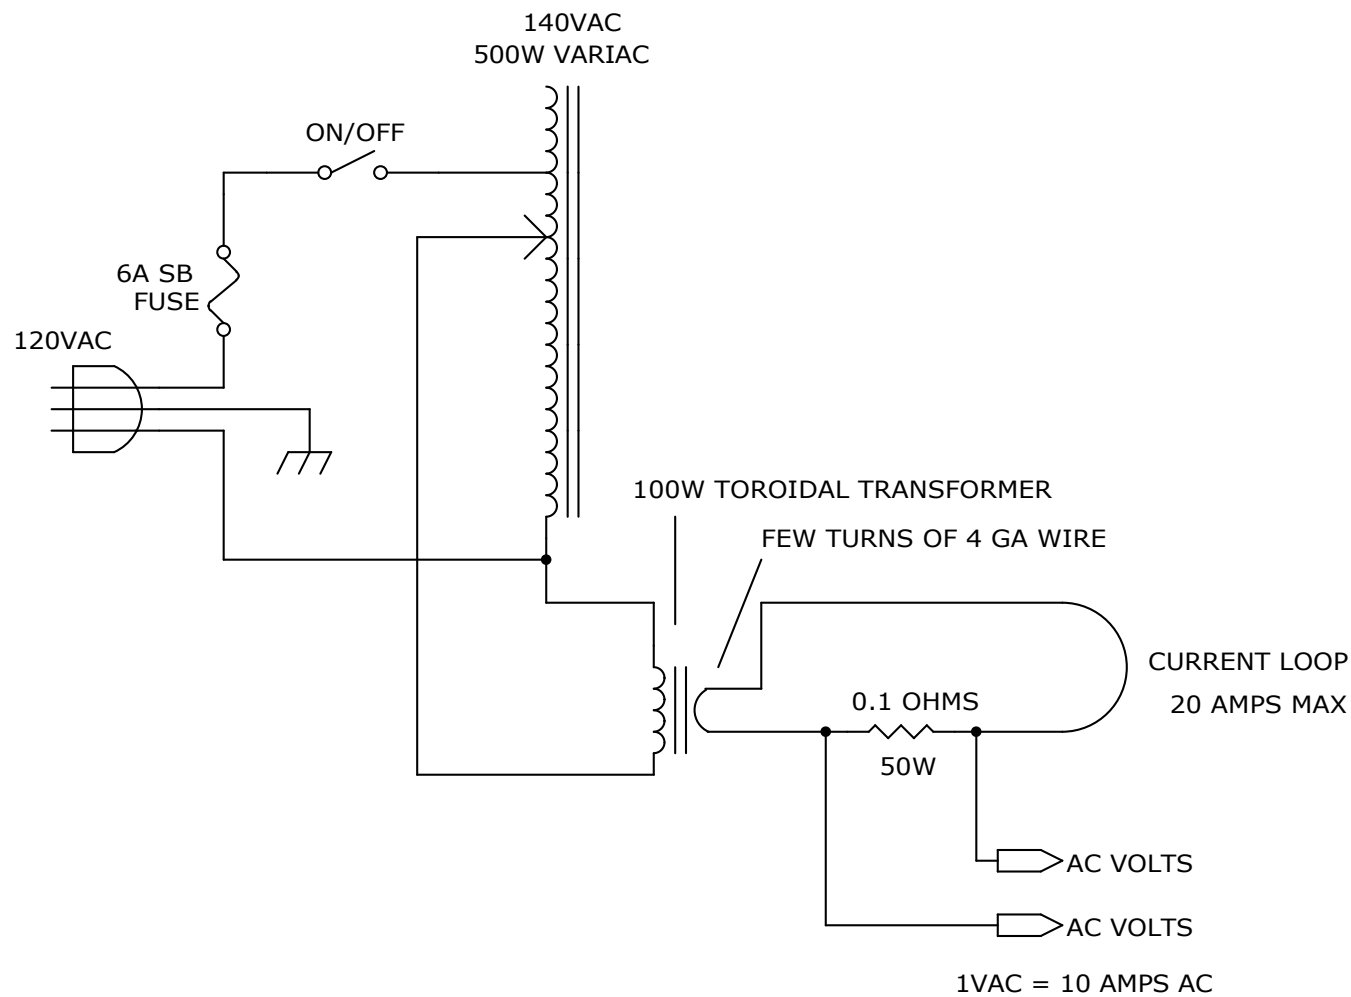 140VAC
500W VARIAC
ON/OFF
6A SB
FUSE
120VAC
100W TOROIDAL TRANSFORMER
FEW TURNS OF 4 GA WIRE
CURRENT LOOP
20 AMPS MAX
0.1 OHMS
50W
AC VOLTS
AC VOLTS
1VAC = 10 AMPS AC